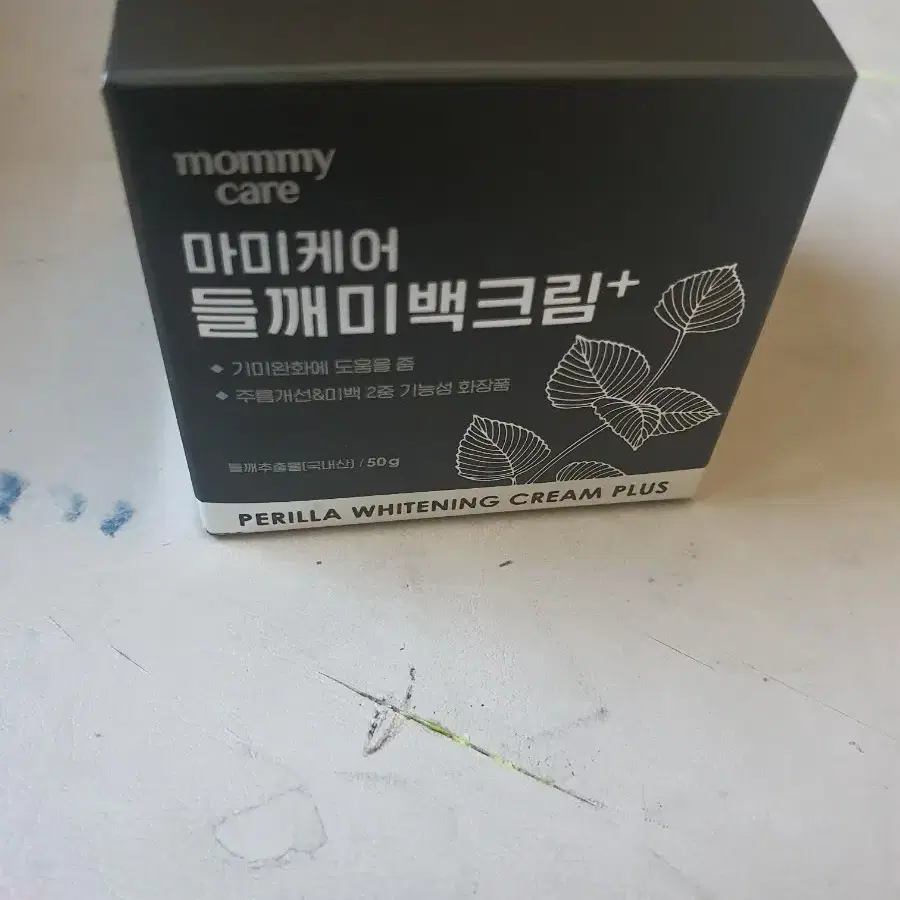 mommy
care
마미케어
들깨미백크림+
◆ 기미완화에 도움을 줌
◆ 주름개선&미백 2중 기능성 화장품
들깨추출물(국내산) / 50g
PERILLA WHITENING CREAM PLUS